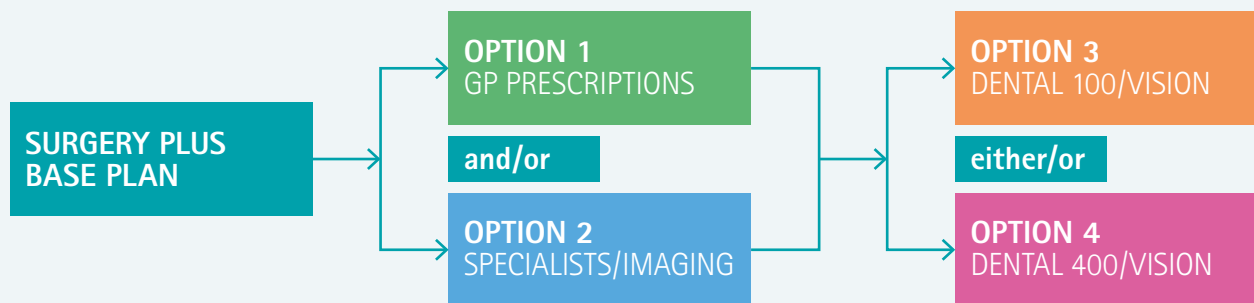 SURGERY PLUS
BASE PLAN
OPTION 1
GP PRESCRIPTIONS
and/or
OPTION 2
SPECIALISTS/IMAGING
OPTION 3
DENTAL 100/VISION
either/or
OPTION 4
DENTAL 400/VISION